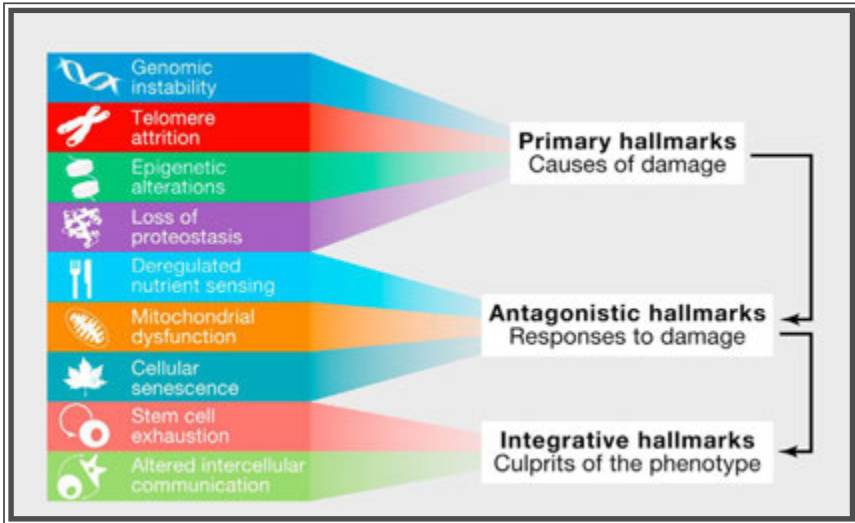 Genomic
instability
Telomere
attrition
Epigenetic
alterations
Loss of
proteostasis
Deregulated
nutrient sensing
Mitochondrial
dysfunction
Cellular
senescence
Stem cell
exhaustion
Altered intercellular
communication
Primary hallmarks
Causes of damage
Antagonistic hallmarks
Responses to damage
Integrative hallmarks
Culprits of the phenotype